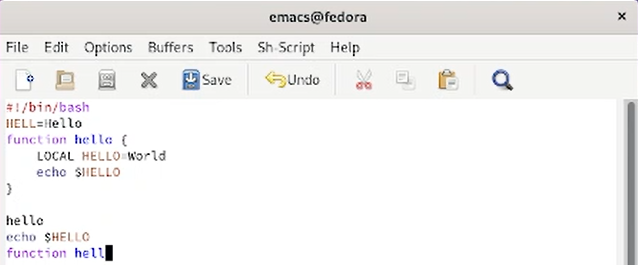 emacs@fedora ×
File Edit Options Buffers Tools Sh-Script Help
Save Undo
#!/bin/bash
HELL=Hello
function hello {
    LOCAL HELLO=World
    echo $HELLO
}
hello
echo $HELLO
function hell